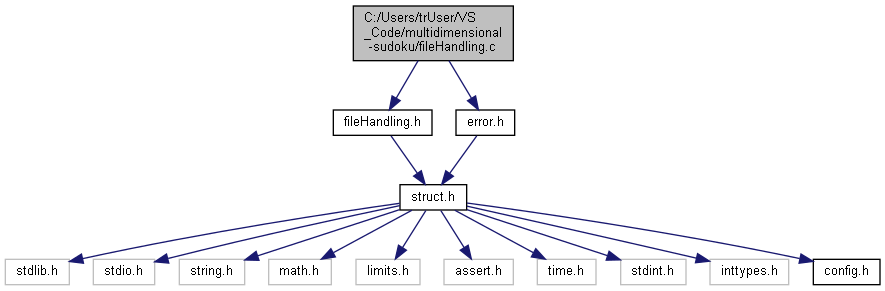 C:/Users/trUser/VS
_Code/multidimensional
-sudoku/fileHandling.c
fileHandling.h
error.h
struct.h
stdlib.h
stdio.h
string.h
math.h
limits.h
assert.h
time.h
stdint.h
inttypes.h
config.h